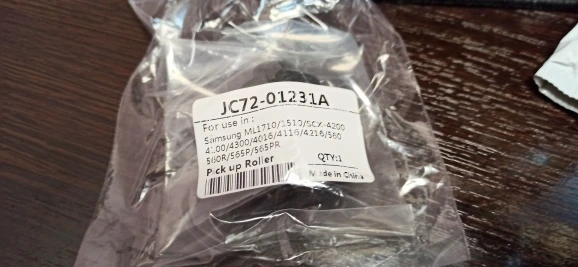 JC72-01231A
For use in :
Samsung ML1710/1510/SCX-4200
4100/4300/4016/4116/4216/560
560R/565P/565PR
Pick up Roller
QTY:1
Made in China